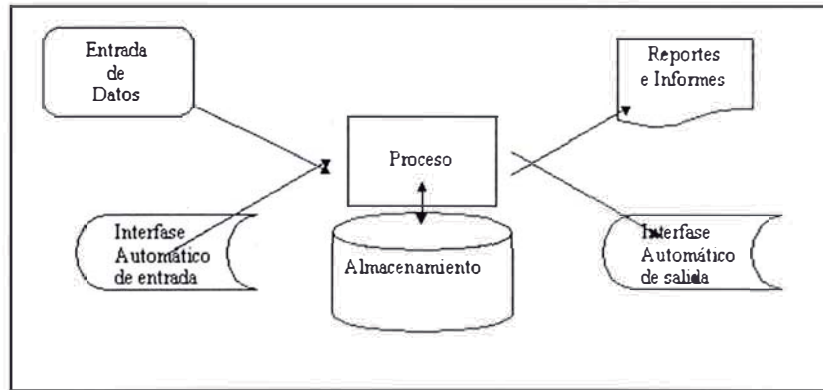 Entrada
de
Datos
Reportes
e Informes
Proceso
Interfase
Automático
de entrada
Almacenamiento
Interfase
Automático
de salida